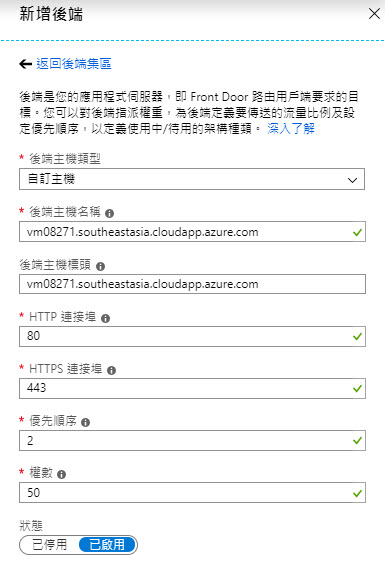 新增後端
返回後端集區
後端是您的應用程式伺服器，即 Front Door 路由用戶端要求的目
標。您可以對後端指派權重，為後端定義要傳送的流量比例及設
定優先順序，以定義使用中/待用的架構種類。 深入了解
* 後端主機類型
自訂主機
* 後端主機名稱
vm08271.southeastasia.cloudapp.azure.com
後端主機標頭
vm08271.southeastasia.cloudapp.azure.com
* HTTP 連接埠
80
* HTTPS 連接埠
443
* 優先順序
2
* 權數
50
狀態
已停用 已啟用